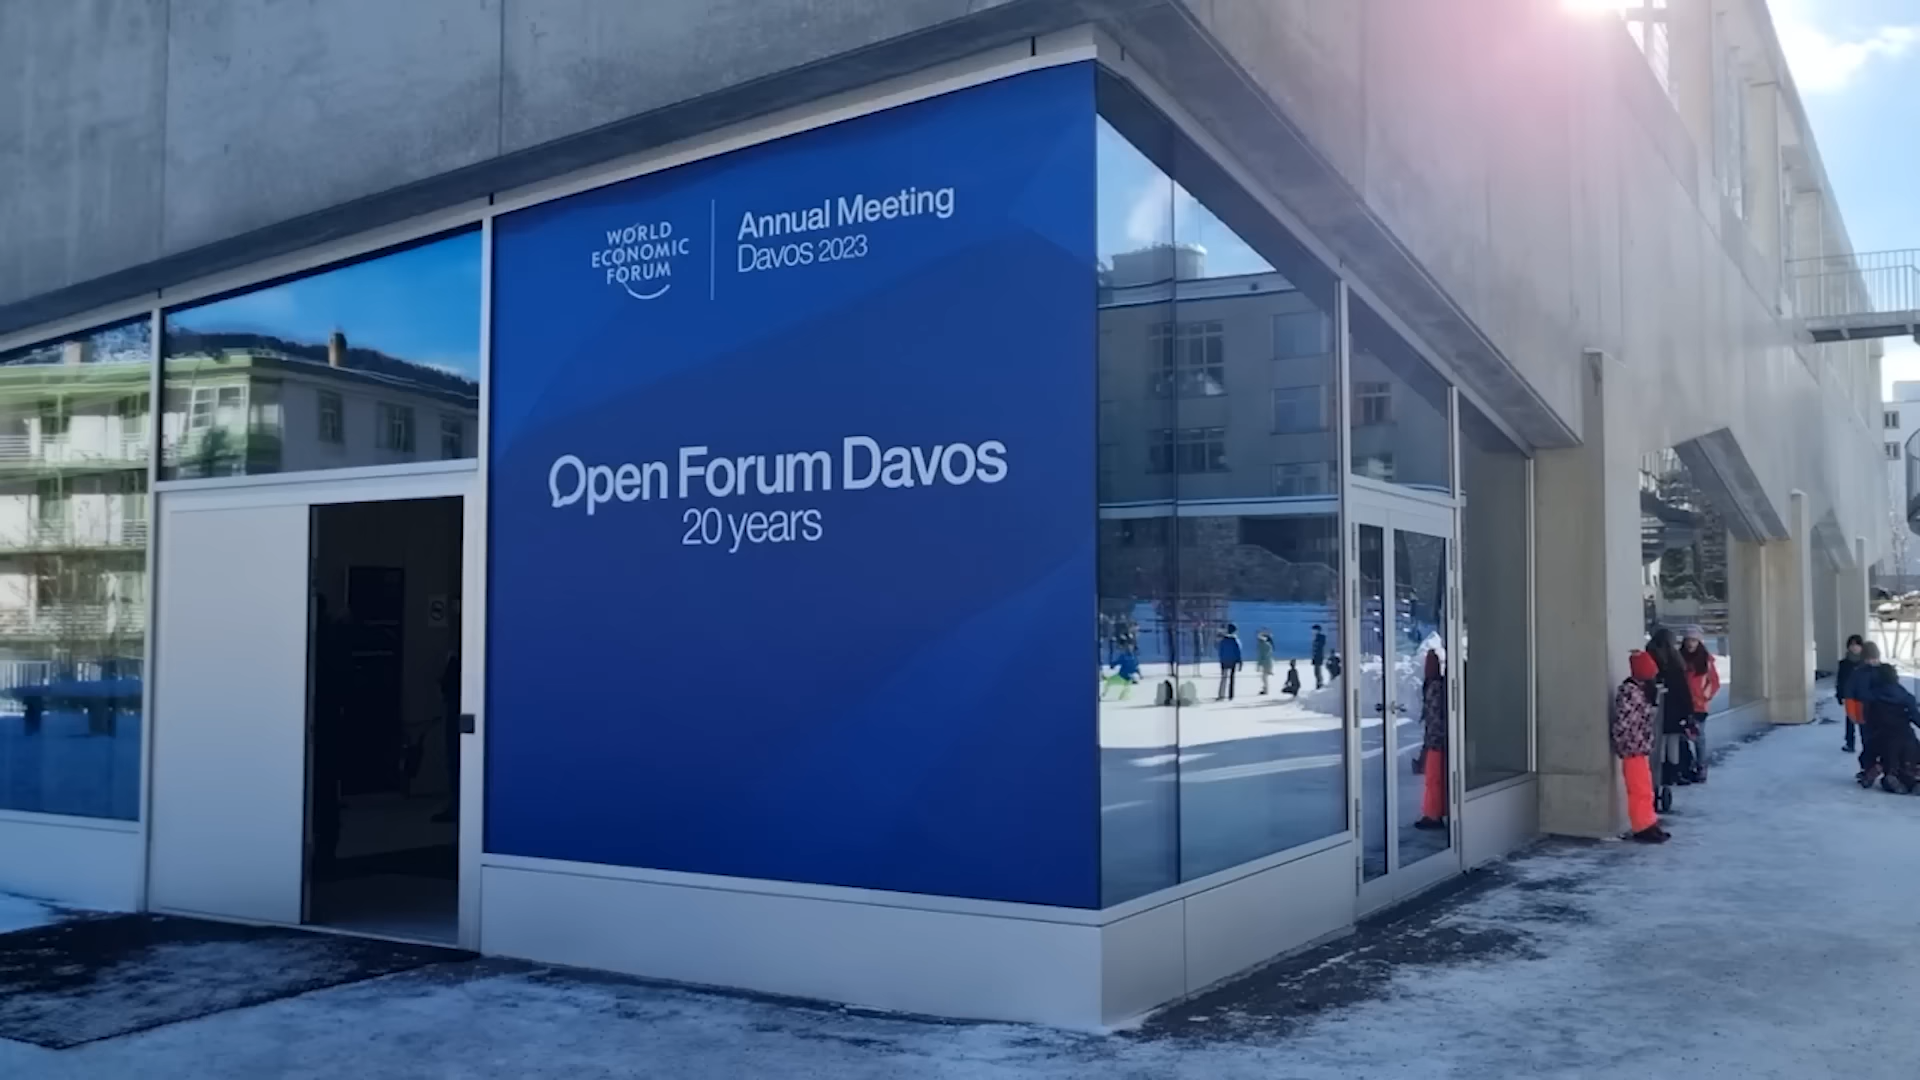 WORLD
ECONOMIC
FORUM
Annual Meeting
Davos 2023
Open Forum Davos
20 years